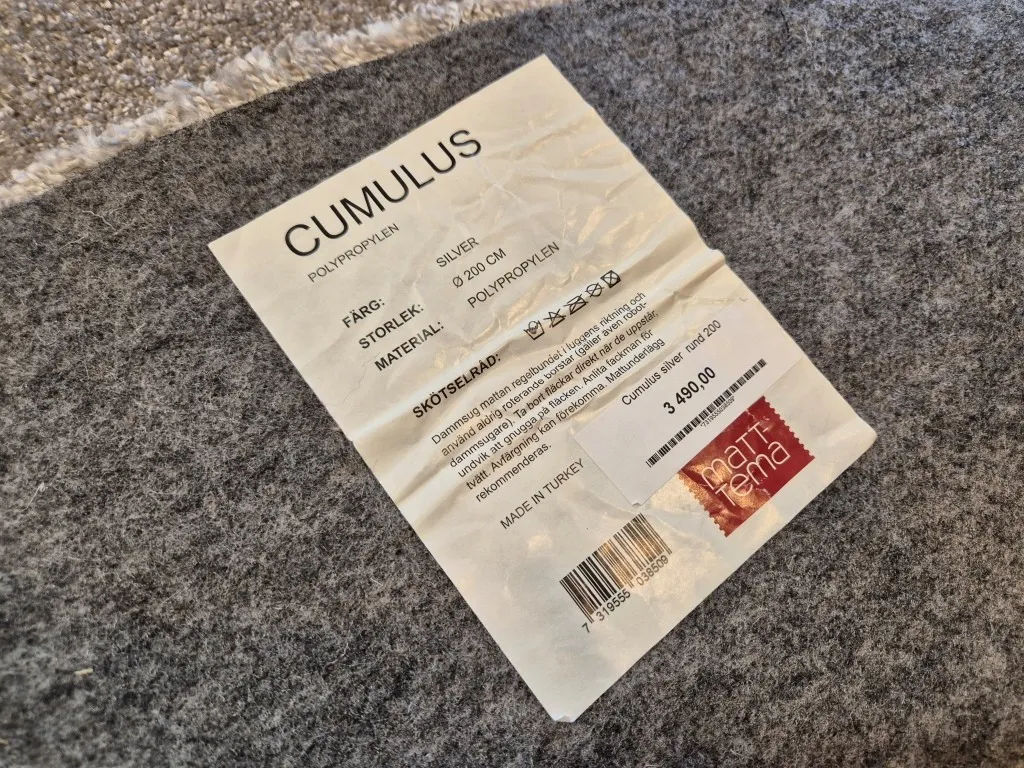 CUMULUS
POLYPROPYLEN
FÄRG: SILVER
STORLEK: Ø 200 CM
MATERIAL: POLYPROPYLEN
SKÖTSELRÅD:
Dammsug mattan regelbundet i luggens riktning och
använd aldrig roterande borstar (gäller även robot-
dammsugare). Ta bort fläckar direkt när de uppstår,
undvik att gnugga på fläcken. Anlita fackman för
tvätt. Avfärgning kan förekomma. Mattunderlägg
rekommenderas.
MADE IN TURKEY
Cumulus silver rund 200
3 490,00
matt
Tema
7 319555 038509